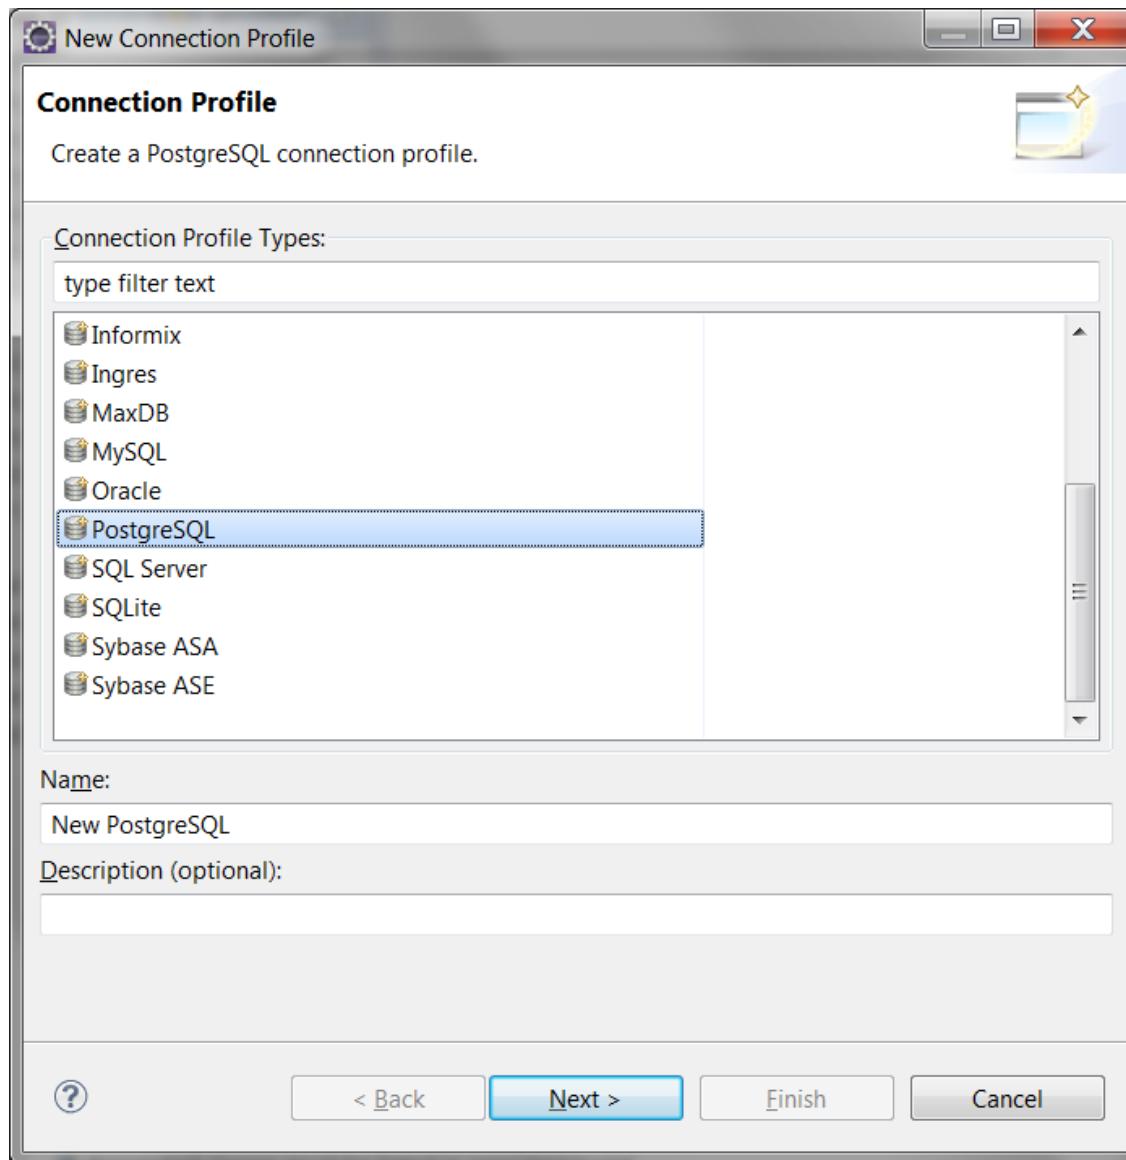 New Connection Profile
Connection Profile
Create a PostgreSQL connection profile.
Connection Profile Types:
type filter text
Informix
Ingres
MaxDB
MySQL
Oracle
PostgreSQL
SQL Server
SQLite
Sybase ASA
Sybase ASE
Name:
New PostgreSQL
Description (optional):
? < Back Next > Finish Cancel